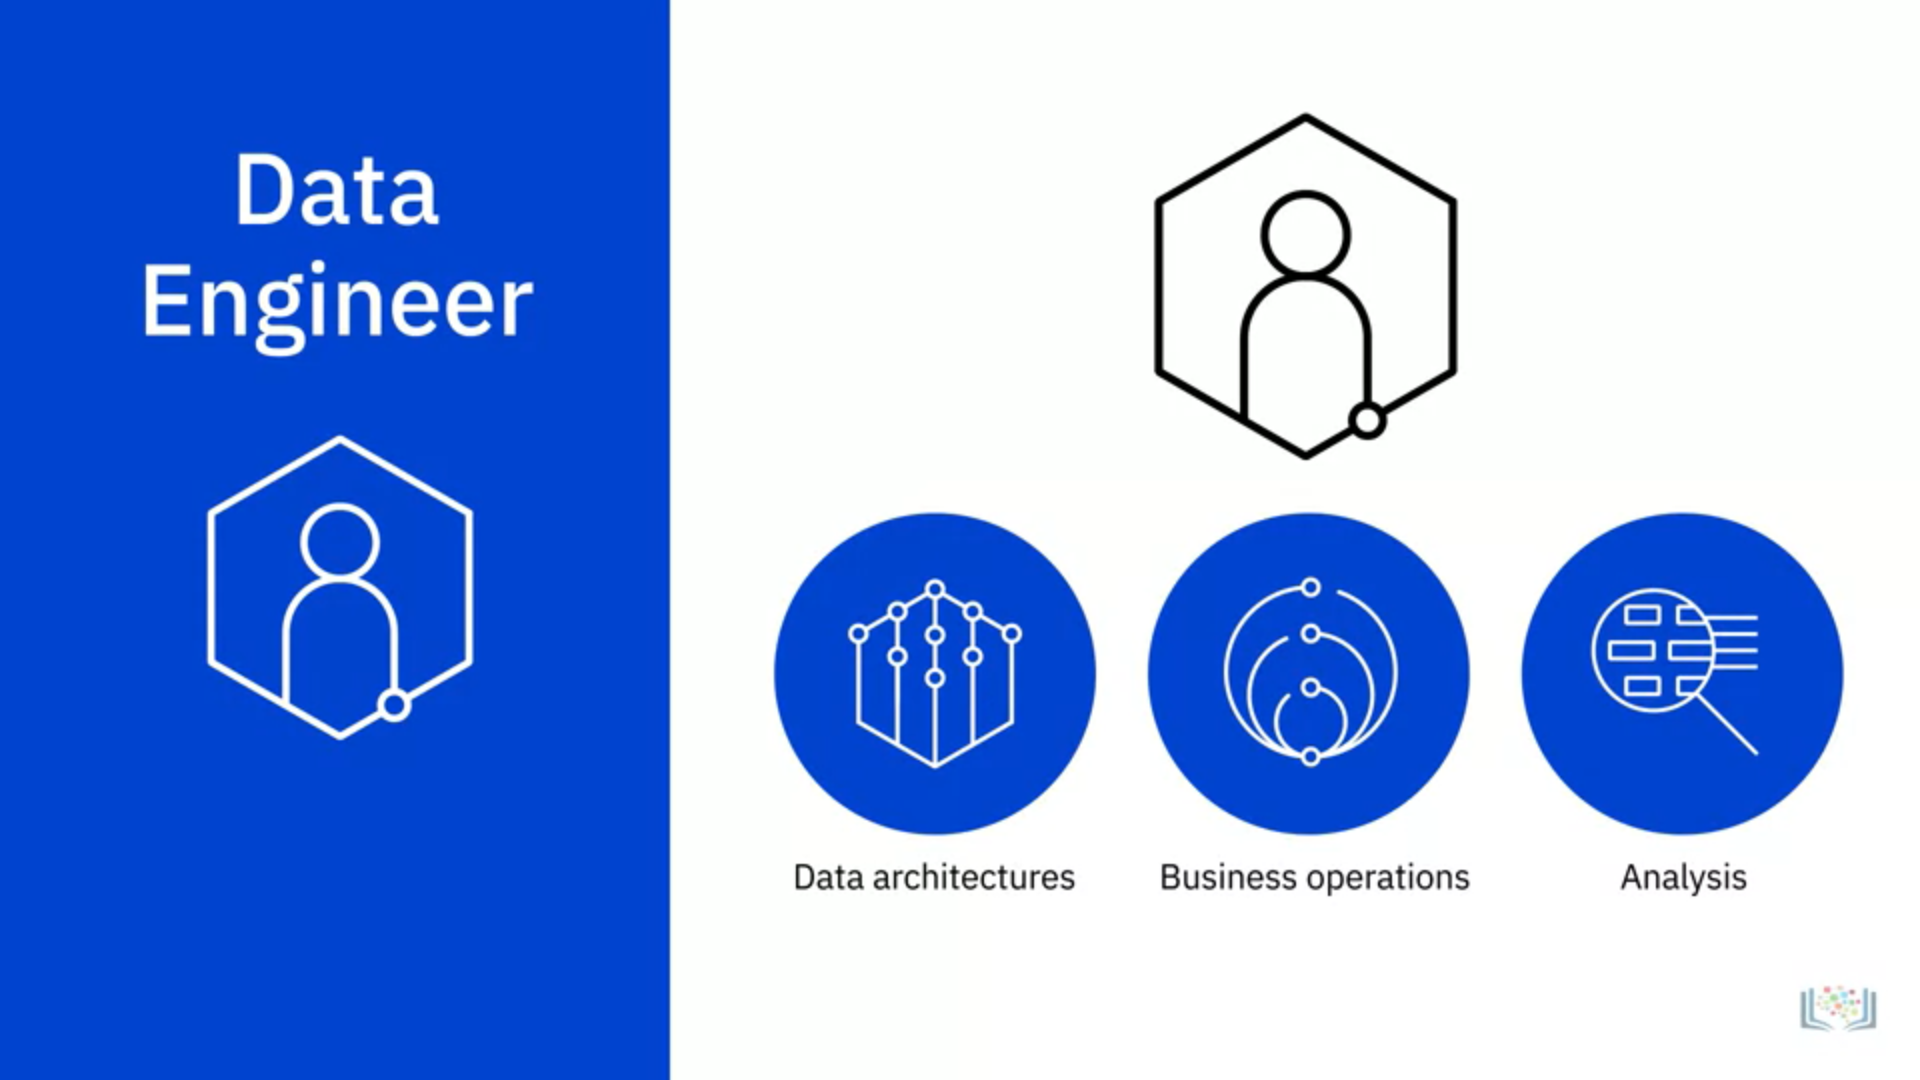 Data
Engineer
Data architectures
Business operations
Analysis